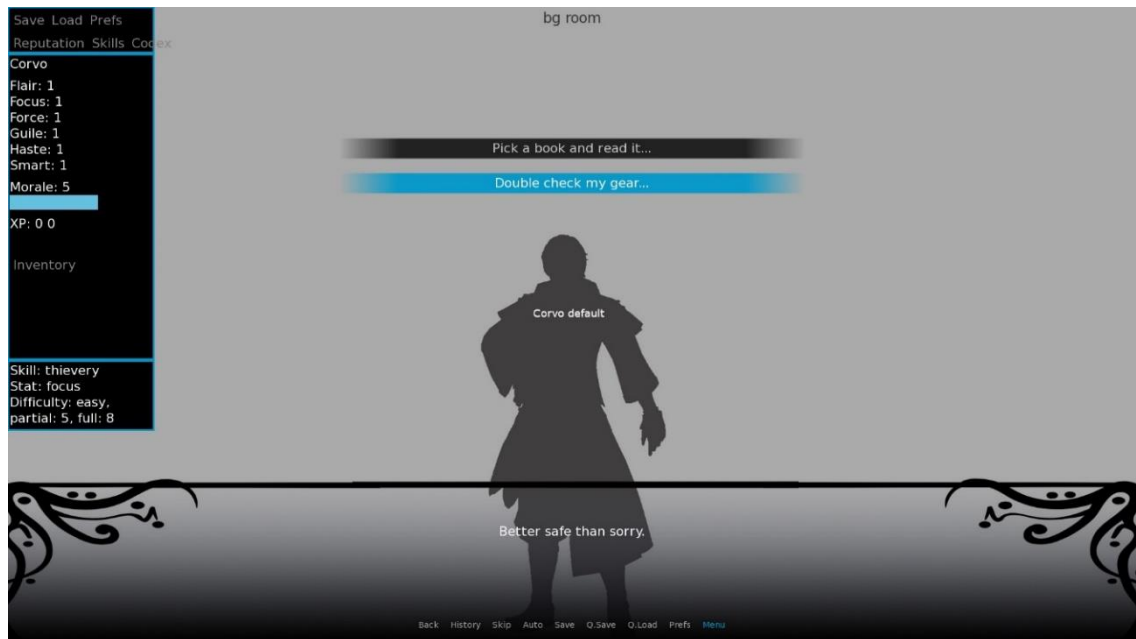 Save Load Prefs
Reputation Skills Codex
Corvo
Flair: 1
Focus: 1
Force: 1
Guile: 1
Haste: 1
Smart: 1
Morale: 5
XP: 0 0
Inventory
Skill: thievery
Stat: focus
Difficulty: easy,
partial: 5, full: 8
bg room
Pick a book and read it...
Double check my gear...
Corvo default
Better safe than sorry.
Back History Skip Auto Save Q.Save Q.Load Prefs Menu